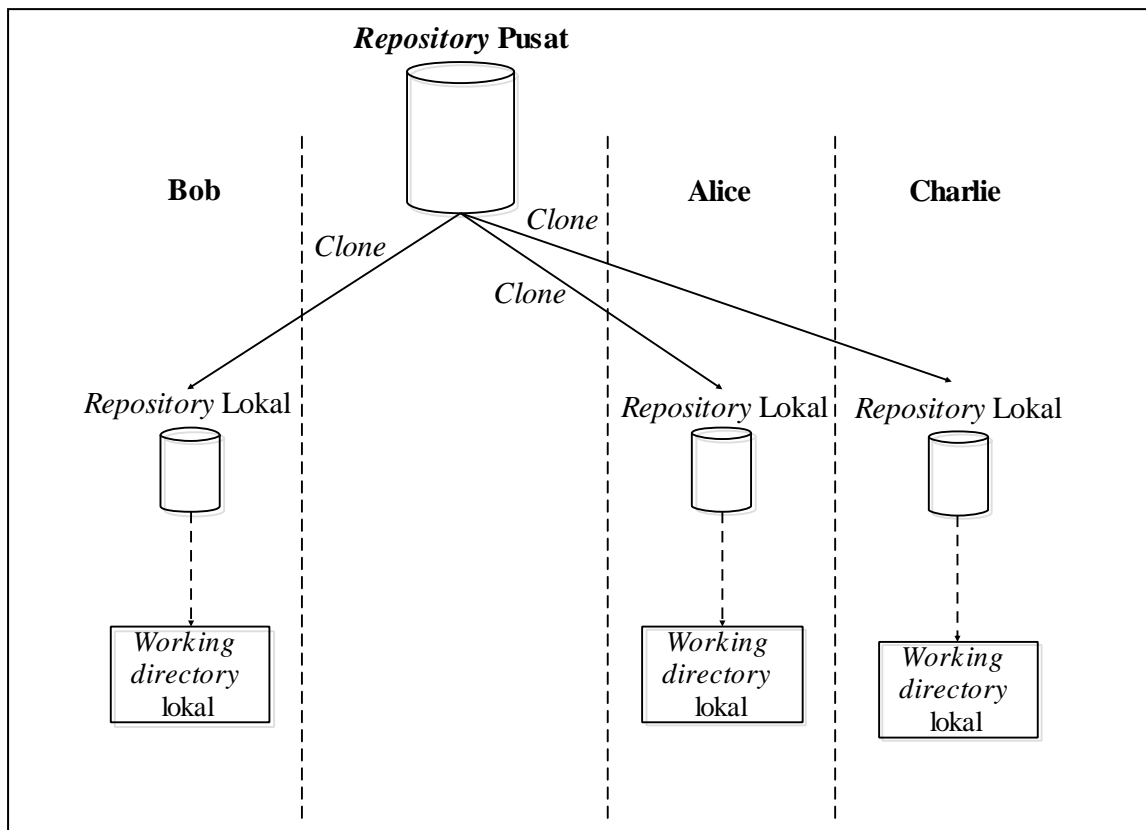 Repository Pusat
Bob
Alice
Charlie
Clone
Clone
Clone
Repository Lokal
Repository Lokal
Repository Lokal
Working
directory
lokal
Working
directory
lokal
Working
directory
lokal